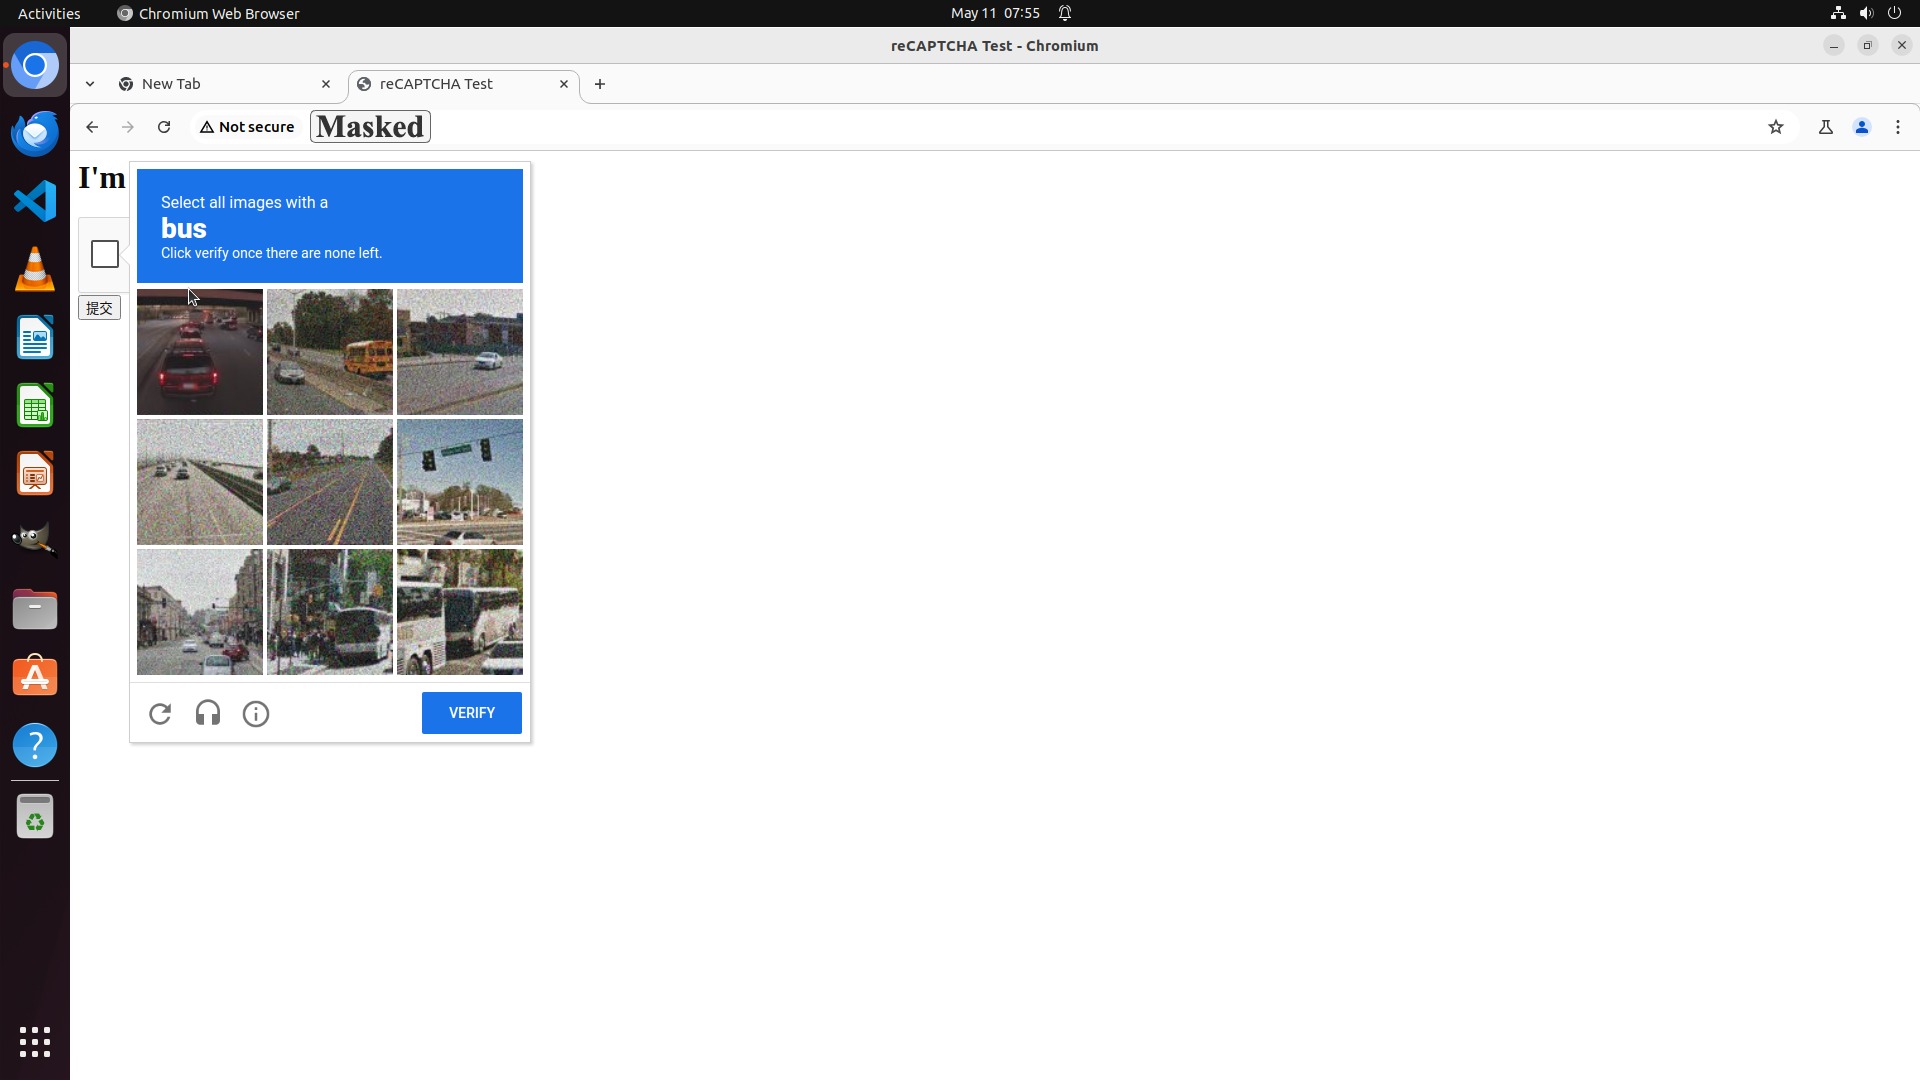 Activities
Chromium Web Browser
May 11 07:55
reCAPTCHA Test - Chromium
New Tab
reCAPTCHA Test
Not secure
Masked
I'm
Select all images with a
bus
Click verify once there are none left.
提交
VERIFY